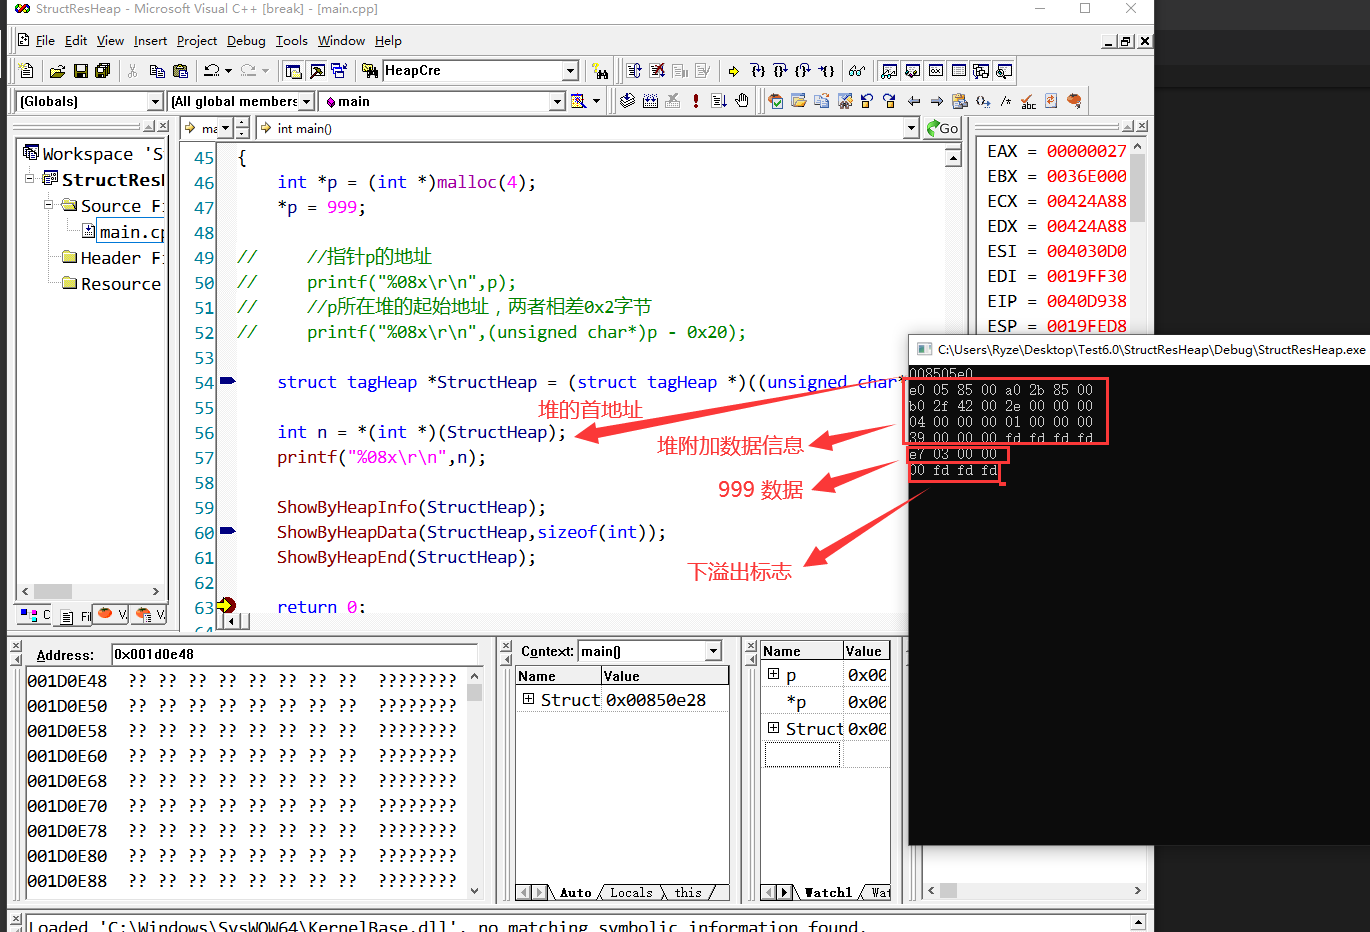 StructResHeap - Microsoft Visual C++ [break] - [main.cpp]
File Edit View Insert Project Debug Tools Window Help
HeapCre
(Globals) (All global members main
ma int main() Go
Workspace 'S
StructResH
Source Fi
main.cp
Header Fi
Resource
C Fil V. V.
45 {
46 int *p = (int *)malloc(4);
47 *p = 999;
48
49 // //指针p的地址
50 // printf("%08x\r\n",p);
51 // //p所在堆的起始地址，两者相差0x2字节
52 // printf("%08x\r\n",(unsigned char*)p - 0x20);
53
54 struct tagHeap *StructHeap = (struct tagHeap *)((unsigned char*
55
56 int n = *(int *)(StructHeap);
57 printf("%08x\r\n",n);
58
59 ShowByHeapInfo(StructHeap);
60 ShowByHeapData(StructHeap,sizeof(int));
61 ShowByHeapEnd(StructHeap);
62
63 return 0;
64
堆的首地址
堆附加数据信息
999 数据
下溢出标志
EAX = 00000027
EBX = 0036E000
ECX = 00424A88
EDX = 00424A88
ESI = 004030D0
EDI = 0019FF30
EIP = 0040D938
ESP = 0019FED8
C:\Users\Ryze\Desktop\Test6.0\StructResHeap\Debug\StructResHeap.exe
008505e0
e0 05 85 00 a0 2b 85 00
b0 2f 42 00 2e 00 00 00
04 00 00 00 01 00 00 00
39 00 00 00 fd fd fd fd
e7 03 00 00
00 fd fd fd
Address: 0x001d0e48
001D0E48 ?? ?? ?? ?? ?? ?? ?? ?? ????????
001D0E50 ?? ?? ?? ?? ?? ?? ?? ?? ????????
001D0E58 ?? ?? ?? ?? ?? ?? ?? ?? ????????
001D0E60 ?? ?? ?? ?? ?? ?? ?? ?? ????????
001D0E68 ?? ?? ?? ?? ?? ?? ?? ?? ????????
001D0E70 ?? ?? ?? ?? ?? ?? ?? ?? ????????
001D0E78 ?? ?? ?? ?? ?? ?? ?? ?? ????????
001D0E80 ?? ?? ?? ?? ?? ?? ?? ?? ????????
001D0E88 ?? ?? ?? ?? ?? ?? ?? ?? ????????
Context: main()
Name Value
Struct 0x00850e28
Auto Locals this
Name Value
p 0x00
*p 0x00
Struct 0x00
Watch1 Wat
Loaded 'C:\Windows\SysWOW64\KernelBase.dll', no matching symbolic information found.